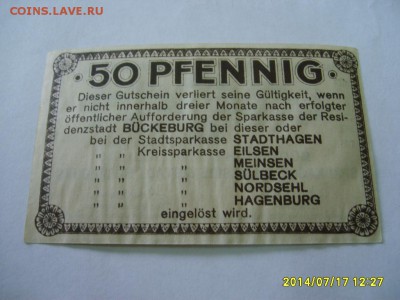 COINS.ЛАВЕ.RU
· 50 PFENNIG ·
Dieser Gutschein verliert seine Gültigkeit, wenn
er nicht innerhalb dreier Monate nach erfolgter
öffentlicher Aufforderung der Sparkasse der Resi-
denzstadt BÜCKEBURG bei dieser oder
bei der Stadtsparkasse STADTHAGEN
„ „ Kreissparkasse EILSEN
„ „ „ MEINSEN
„ „ „ SÜLBECK
„ „ „ NORDSEHL
„ „ „ HAGENBURG
eingelöst wird.
2014/07/17 12:27